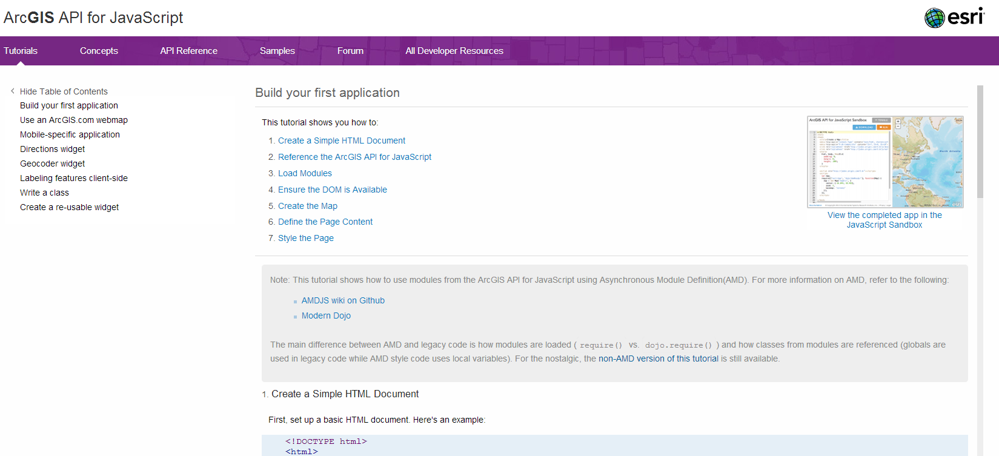 ArcGIS API for JavaScript
esri
Tutorials
Concepts
API Reference
Samples
Forum
All Developer Resources
Hide Table of Contents
Build your first application
Use an ArcGIS.com webmap
Mobile-specific application
Directions widget
Geocoder widget
Labeling features client-side
Write a class
Create a re-usable widget
Build your first application
This tutorial shows you how to:
1. Create a Simple HTML Document
2. Reference the ArcGIS API for JavaScript
3. Load Modules
4. Ensure the DOM is Available
5. Create the Map
6. Define the Page Content
7. Style the Page
ArcGIS API for JavaScript Sandbox
View the completed app in the
JavaScript Sandbox
Note: This tutorial shows how to use modules from the ArcGIS API for JavaScript using Asynchronous Module Definition(AMD). For more information on AMD, refer to the following:
AMDJS wiki on Github
Modern Dojo
The main difference between AMD and legacy code is how modules are loaded ( require() vs. dojo.require() ) and how classes from modules are referenced (globals are
used in legacy code while AMD style code uses local variables). For the nostalgic, the non-AMD version of this tutorial is still available.
1. Create a Simple HTML Document
First, set up a basic HTML document. Here's an example:
<!DOCTYPE html>
<html>